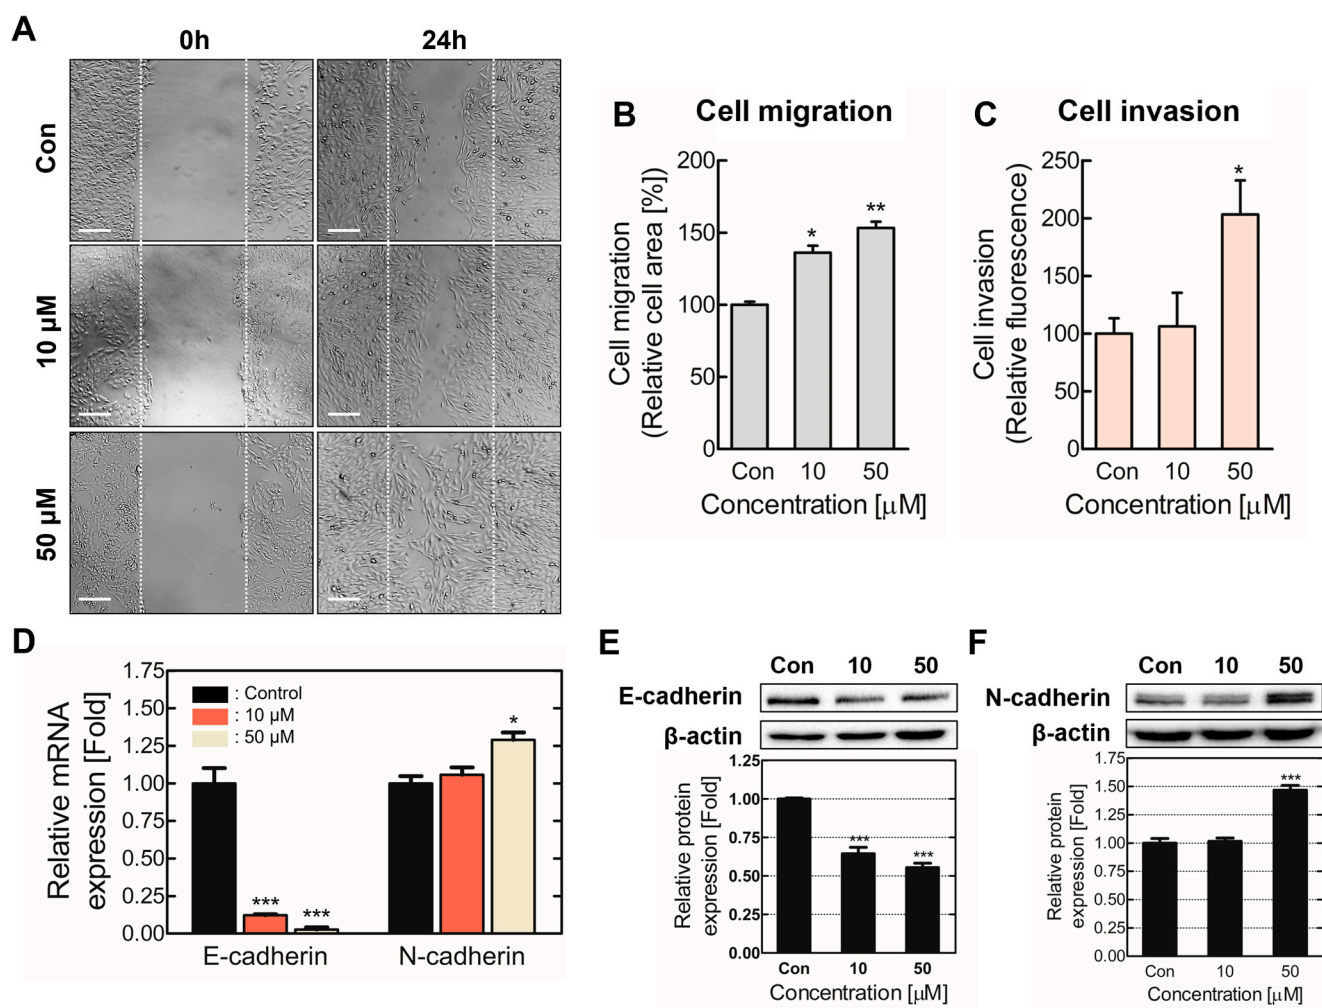 A
0h
24h
Con
10 µM
50 µM
B
Cell migration
Cell migration
(Relative cell area [%])
200
150
100
50
0
*
**
Con
10
50
Concentration [µM]
C
Cell invasion
Cell invasion
(Relative fluorescence)
250
200
150
100
50
0
*
Con
10
50
Concentration [µM]
D
Relative mRNA
expression [Fold]
1.75
1.50
1.25
1.00
0.75
0.50
0.25
0.00
: Control
: 10 µM
: 50 µM
***
***
*
E-cadherin
N-cadherin
E
Con
10
50
E-cadherin
β-actin
Relative protein
expression [Fold]
1.25
1.00
0.75
0.50
0.25
0.00
***
***
Con
10
50
Concentration [µM]
F
Con
10
50
N-cadherin
β-actin
Relative protein
expression [Fold]
1.75
1.50
1.25
1.00
0.75
0.50
0.25
0.00
***
Con
10
50
Concentration [µM]